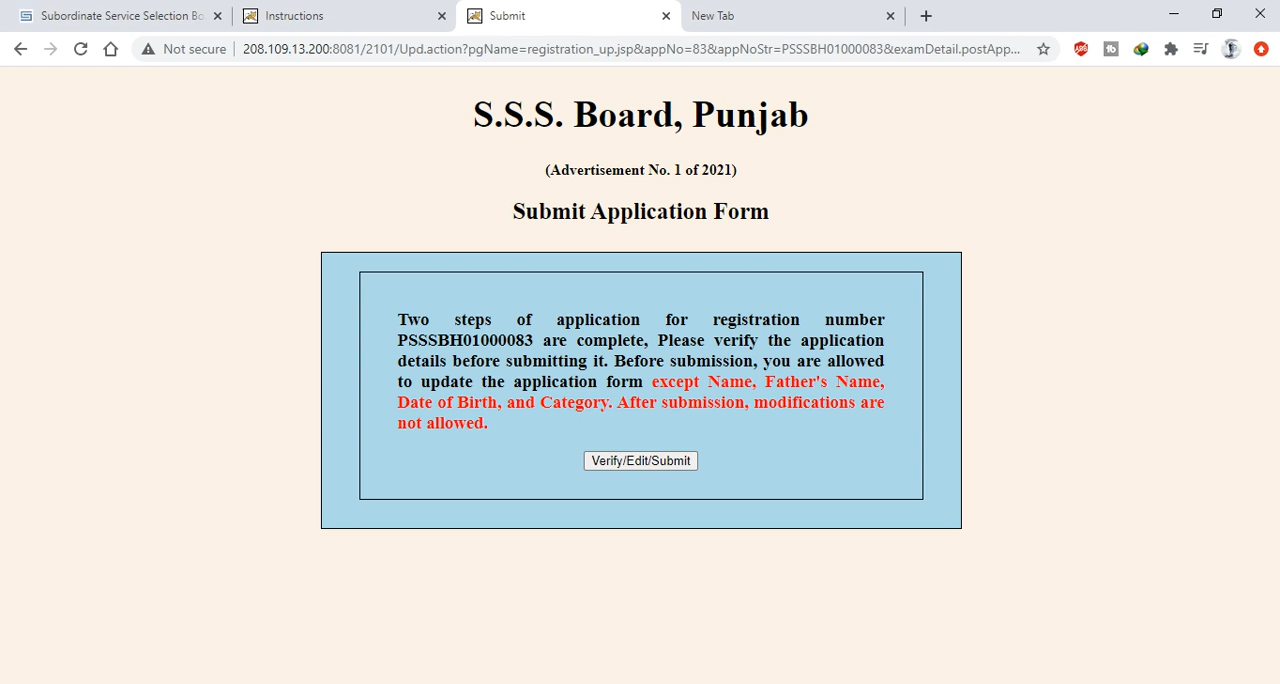 Subordinate Service Selection Bo
Instructions
Submit
New Tab
Not secure
208.109.13.200:8081/2101/Upd.action?pgName=registration_up.jsp&appNo=83&appNoStr=PSSSBH01000083&examDetail.postApp...
S.S.S. Board, Punjab
(Advertisement No. 1 of 2021)
Submit Application Form
Two steps of application for registration number
PSSSBH01000083 are complete, Please verify the application
details before submitting it. Before submission, you are allowed
to update the application form except Name, Father's Name,
Date of Birth, and Category. After submission, modifications are
not allowed.
Verify/Edit/Submit